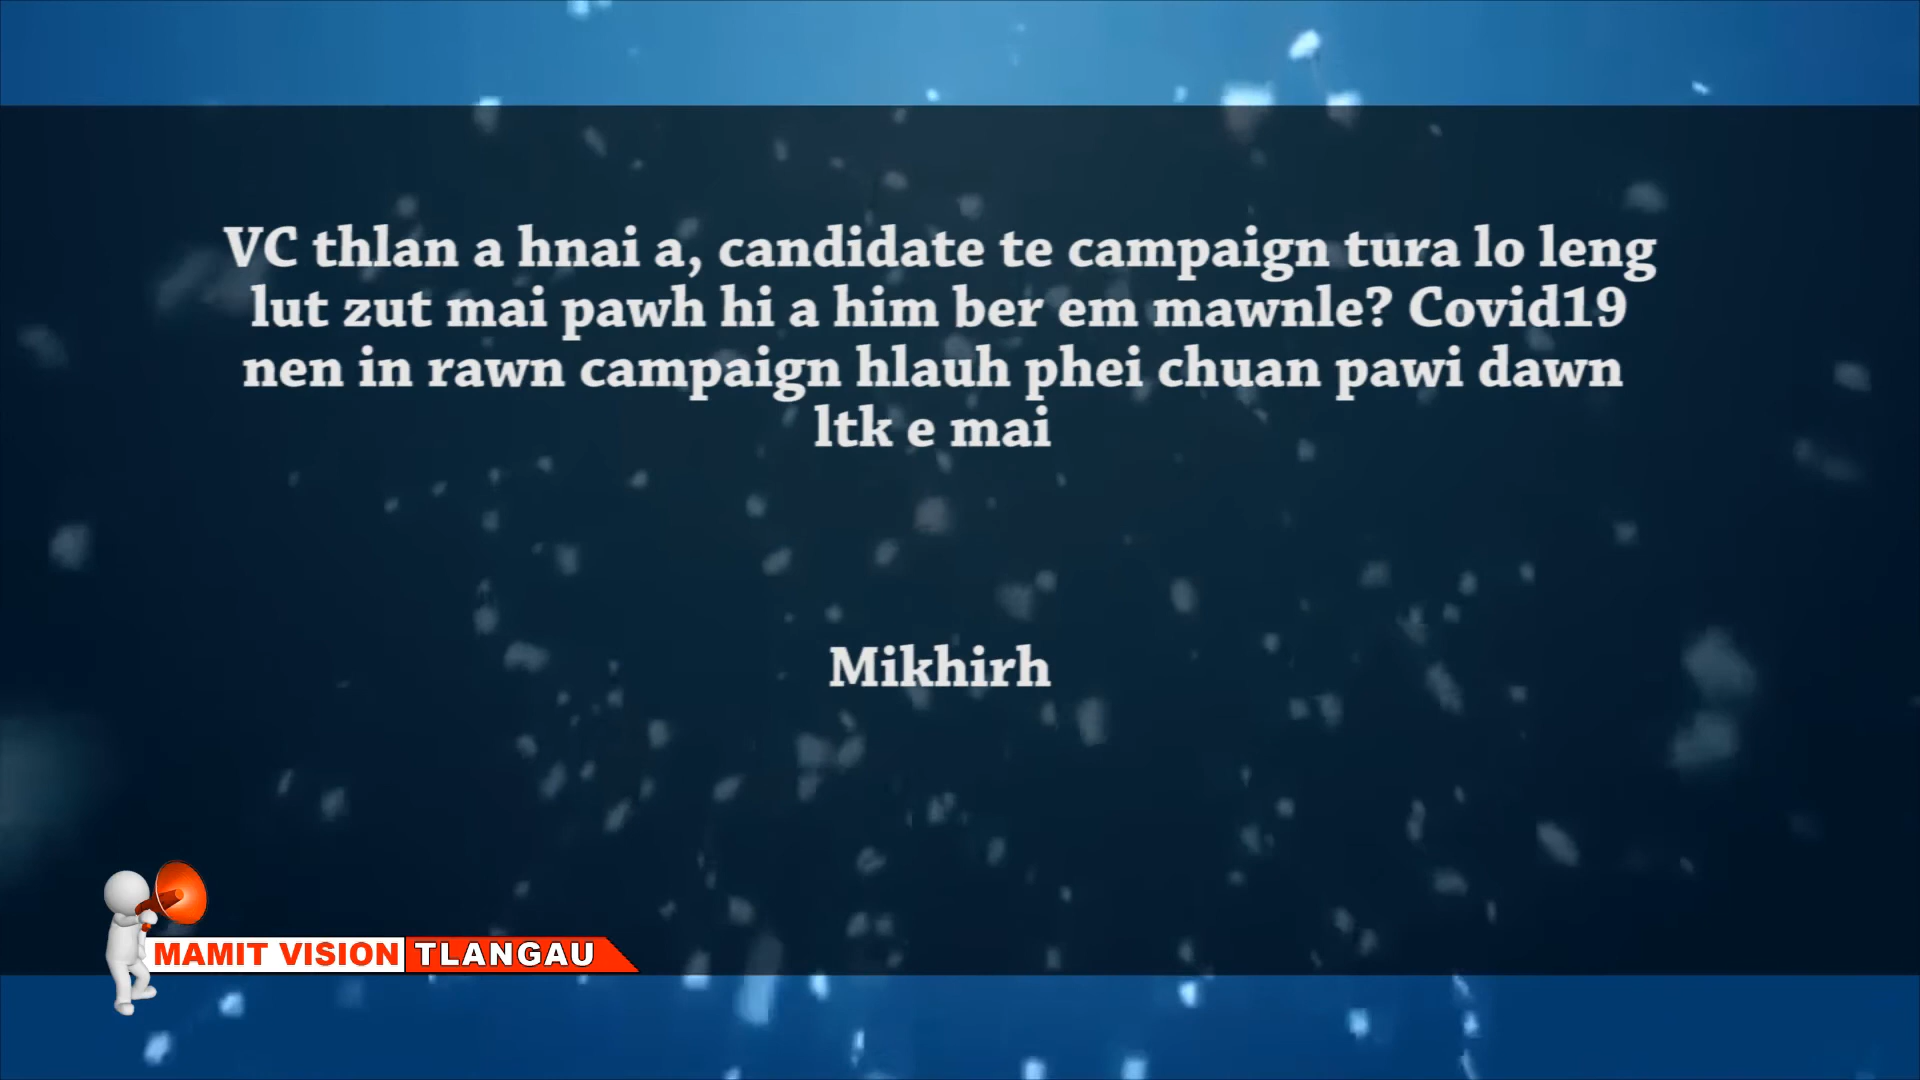 VC thlan a hnai a, candidate te campaign tura lo leng
lut zut mai pawh hi a him ber em mawnle? Covid19
nen in rawn campaign hlauh phei chuan pawi dawn
ltk e mai
Mikhirh
MAMIT VISION TLANGAU